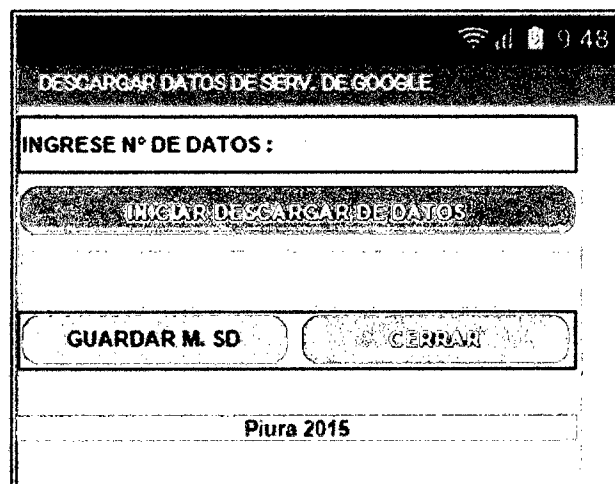 9 48
DESCARGAR DATOS DE SERV. DE GOOGLE
INGRESE N° DE DATOS :
INICIAR DESCARGAR DE DATOS
GUARDAR M. SD CERRAR
Piura 2015